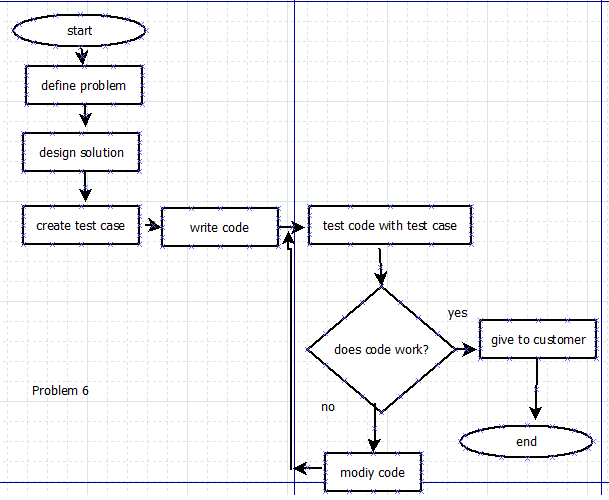 start
define problem
design solution
create test case
write code
test code with test case
does code work?
yes
give to customer
end
no
modiy code
Problem 6